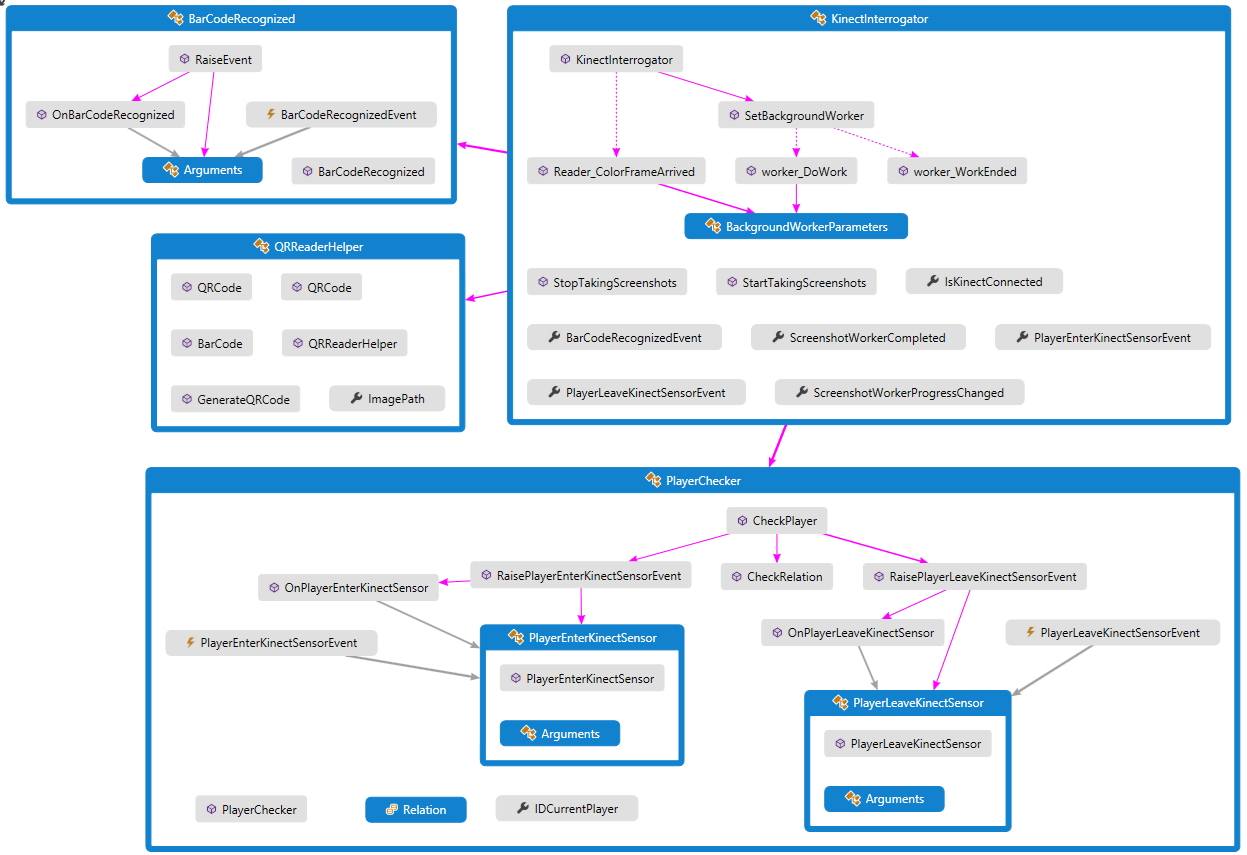 BarCodeRecognized
RaiseEvent
OnBarCodeRecognized
BarCodeRecognizedEvent
Arguments
BarCodeRecognized
KinectInterrogator
KinectInterrogator
SetBackgroundWorker
Reader_ColorFrameArrived
worker_DoWork
worker_WorkEnded
BackgroundWorkerParameters
StopTakingScreenshots
StartTakingScreenshots
IsKinectConnected
BarCodeRecognizedEvent
ScreenshotWorkerCompleted
PlayerEnterKinectSensorEvent
PlayerLeaveKinectSensorEvent
ScreenshotWorkerProgressChanged
QRReaderHelper
QRCode
QRCode
BarCode
QRReaderHelper
GenerateQRCode
ImagePath
PlayerChecker
CheckPlayer
OnPlayerEnterKinectSensor
RaisePlayerEnterKinectSensorEvent
CheckRelation
RaisePlayerLeaveKinectSensorEvent
PlayerEnterKinectSensorEvent
PlayerEnterKinectSensor
PlayerEnterKinectSensor
Arguments
OnPlayerLeaveKinectSensor
PlayerLeaveKinectSensorEvent
PlayerLeaveKinectSensor
PlayerLeaveKinectSensor
Arguments
PlayerChecker
Relation
IDCurrentPlayer